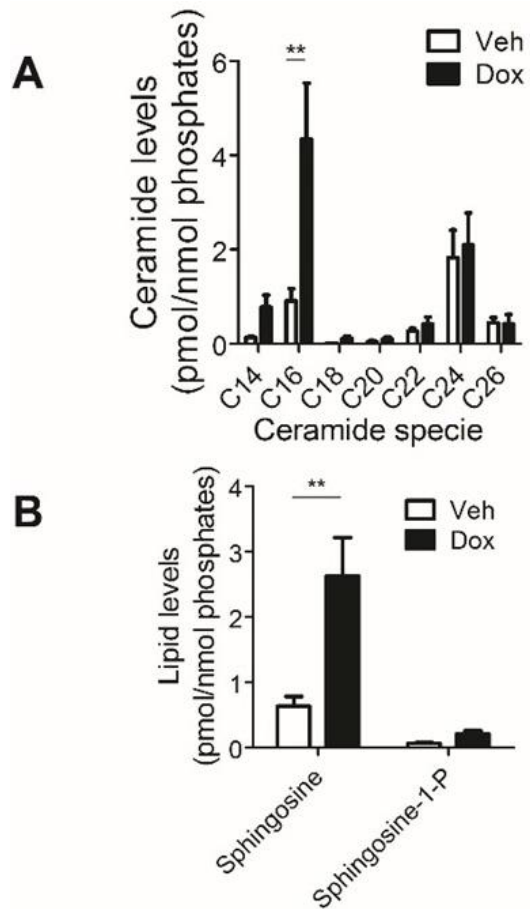 A
Ceramide levels
(pmol/nmol phosphates)
6
4
2
0
**
Veh
Dox
C14
C16
C18
C20
C22
C24
C26
Ceramide specie
B
Lipid levels
(pmol/nmol phosphates)
4
3
2
1
0
**
Veh
Dox
Sphingosine
Sphingosine-1-P